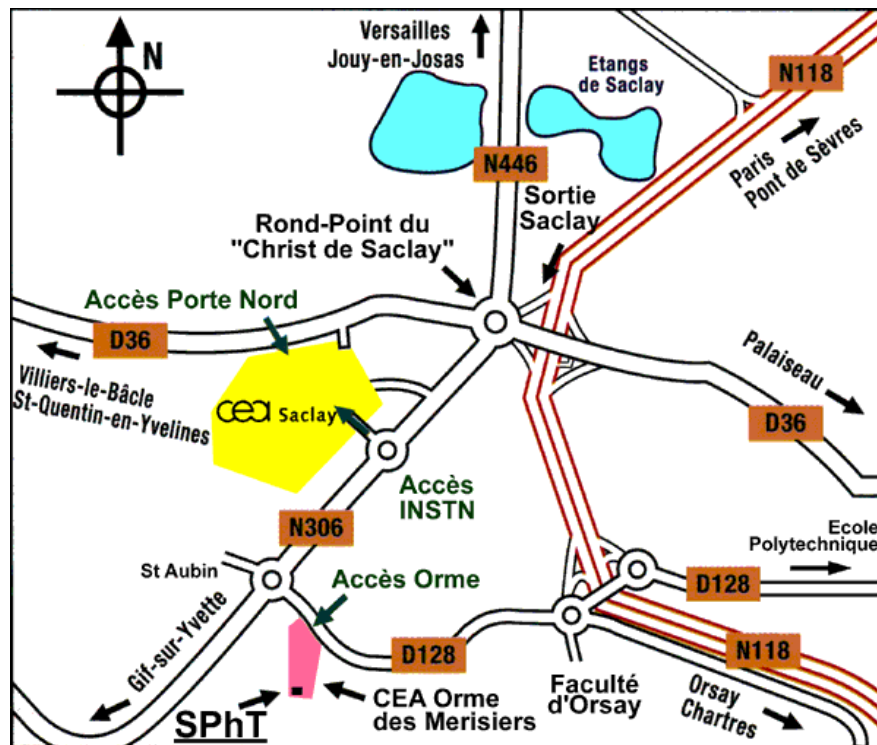 N
Versailles
Jouy-en-Josas
Etangs
de Saclay
N118
Paris
Pont de Sèvres
N446
Sortie
Saclay
Rond-Point du
"Christ de Saclay"
Accès Porte Nord
D36
Villiers-le-Bâcle
St-Quentin-en-Yvelines
cea Saclay
Palaiseau
D36
Accès
INSTN
N306
Ecole
Polytechnique
St Aubin
Accès Orme
D128
Gif-sur-Yvette
D128
N118
CEA Orme
des Merisiers
Faculté
d'Orsay
Orsay
Chartres
SPhT